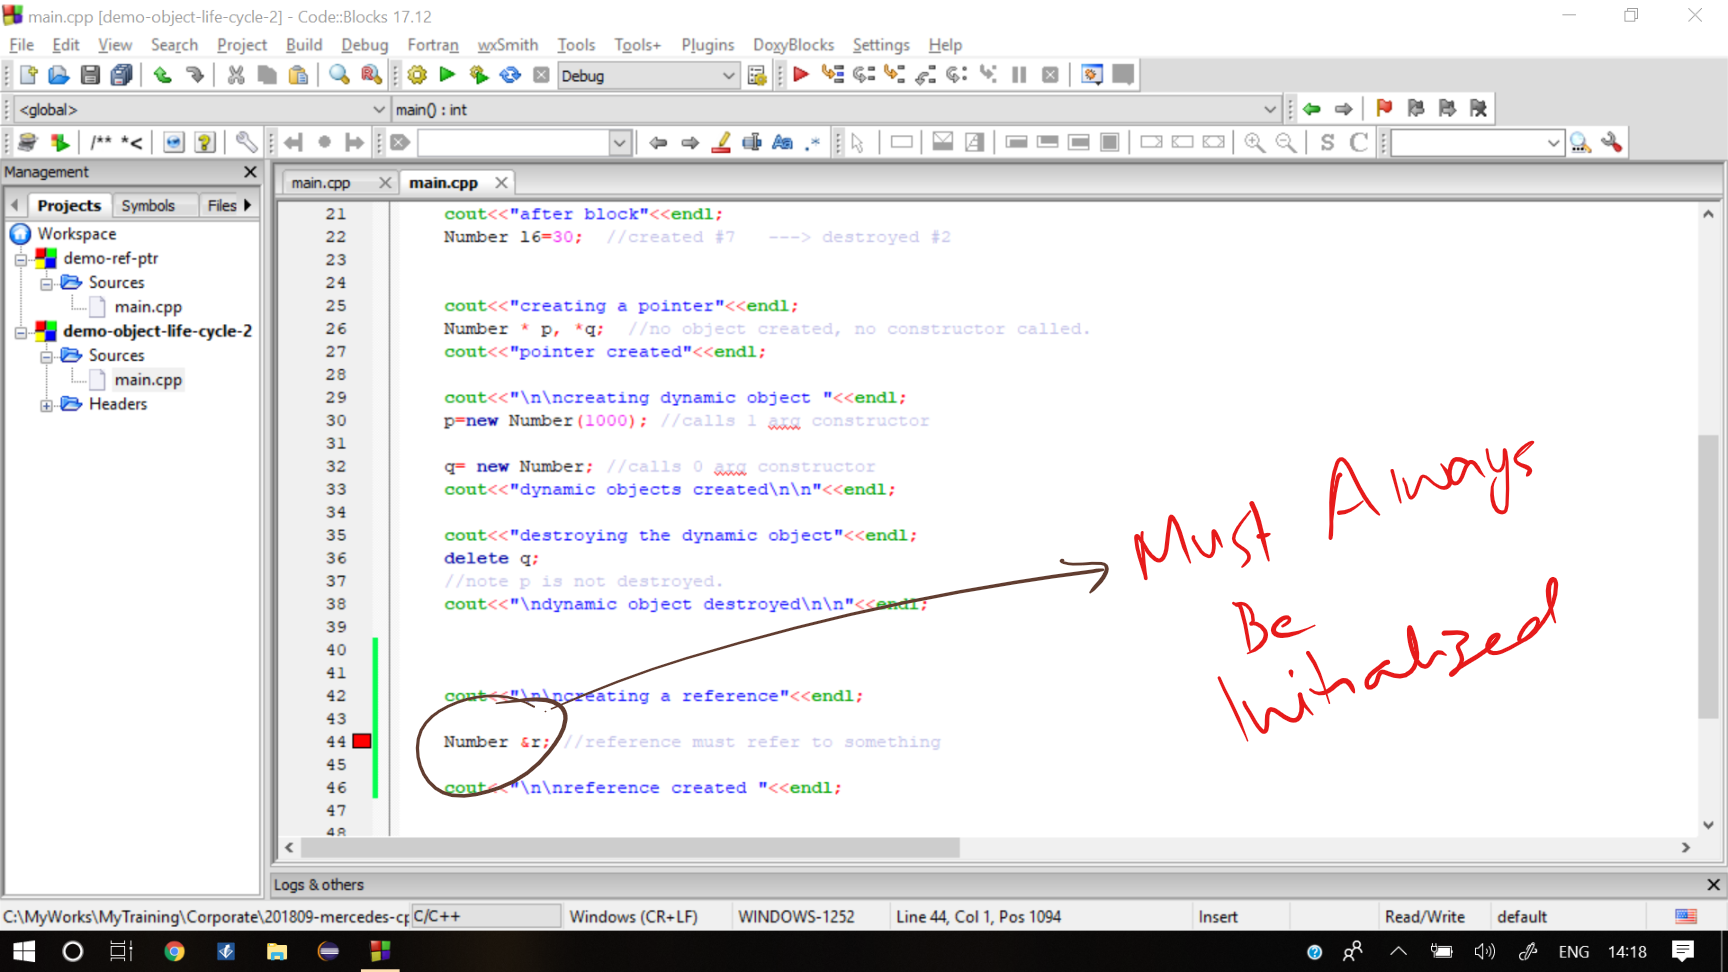 main.cpp [demo-object-life-cycle-2] - Code::Blocks 17.12
File Edit View Search Project Build Debug Fortran wxSmith Tools Tools+ Plugins DoxyBlocks Settings Help
Debug
<global> main() : int
/** *< Aa .* S C
Management
Projects Symbols Files
Workspace
demo-ref-ptr
Sources
main.cpp
demo-object-life-cycle-2
Sources
main.cpp
Headers
main.cpp main.cpp
21 cout<<"after block"<<endl;
22 Number l6=30; //created #7 ---> destroyed #2
23
24
25 cout<<"creating a pointer"<<endl;
26 Number * p, *q; //no object created, no constructor called.
27 cout<<"pointer created"<<endl;
28
29 cout<<"\n\ncreating dynamic object "<<endl;
30 p=new Number(1000); //calls 1 arg constructor
31
32 q= new Number; //calls 0 arg constructor
33 cout<<"dynamic objects created\n\n"<<endl;
34
35 cout<<"destroying the dynamic object"<<endl;
36 delete q;
37 //note p is not destroyed.
38 cout<<"\ndynamic object destroyed\n\n"<<endl;
39
40
41
42 cout<<"\n\ncreating a reference"<<endl;
43
44 Number &r; //reference must refer to something
45
46 cout<<"\n\nreference created "<<endl;
47
48
Must Always
Be
Initialized
Logs & others
C:\MyWorks\MyTraining\Corporate\201809-mercedes-cp C/C++ Windows (CR+LF) WINDOWS-1252 Line 44, Col 1, Pos 1094 Insert Read/Write default
ENG 14:18